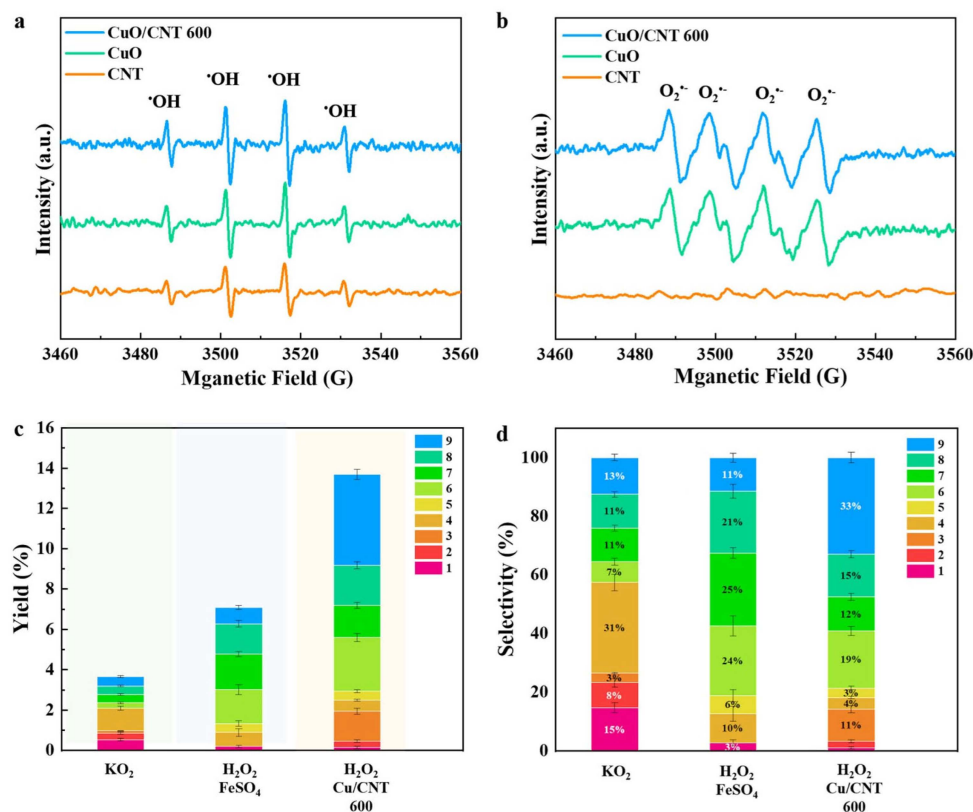 a
CuO/CNT 600
CuO
CNT
•OH
•OH
•OH
•OH
Intensity (a.u.)
3460 3480 3500 3520 3540 3560
Mganetic Field (G)
b
CuO/CNT 600
CuO
CNT
O₂•⁻ O₂•⁻ O₂•⁻ O₂•⁻
Intensity (a.u.)
3460 3480 3500 3520 3540 3560
Mganetic Field (G)
c
16
14
12
10
8
6
4
2
0
Yield (%)
9
8
7
6
5
4
3
2
1
KO₂
H₂O₂
FeSO₄
H₂O₂
Cu/CNT
600
d
100
80
60
40
20
0
Selectivity (%)
13%
11%
11%
7%
31%
3%
8%
15%
11%
21%
25%
24%
6%
10%
3%
33%
15%
12%
19%
3%
4%
11%
9
8
7
6
5
4
3
2
1
KO₂
H₂O₂
FeSO₄
H₂O₂
Cu/CNT
600